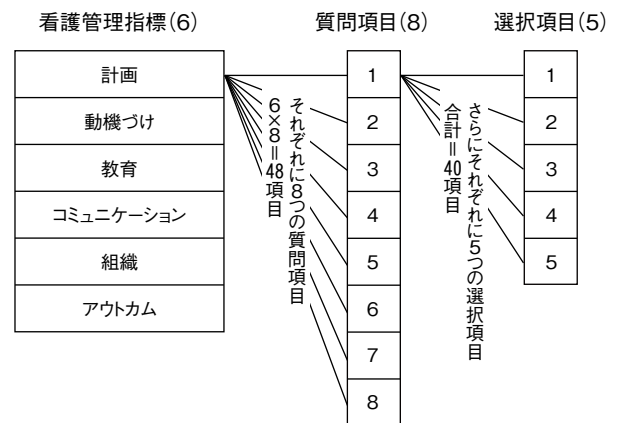 看護管理指標(6)
計画
動機づけ
教育
コミュニケーション
組織
アウトカム
それぞれに8つの質問項目
6×8=48項目
質問項目(8)
1
2
3
4
5
6
7
8
さらにそれぞれに5つの選択項目
合計=40項目
選択項目(5)
1
2
3
4
5